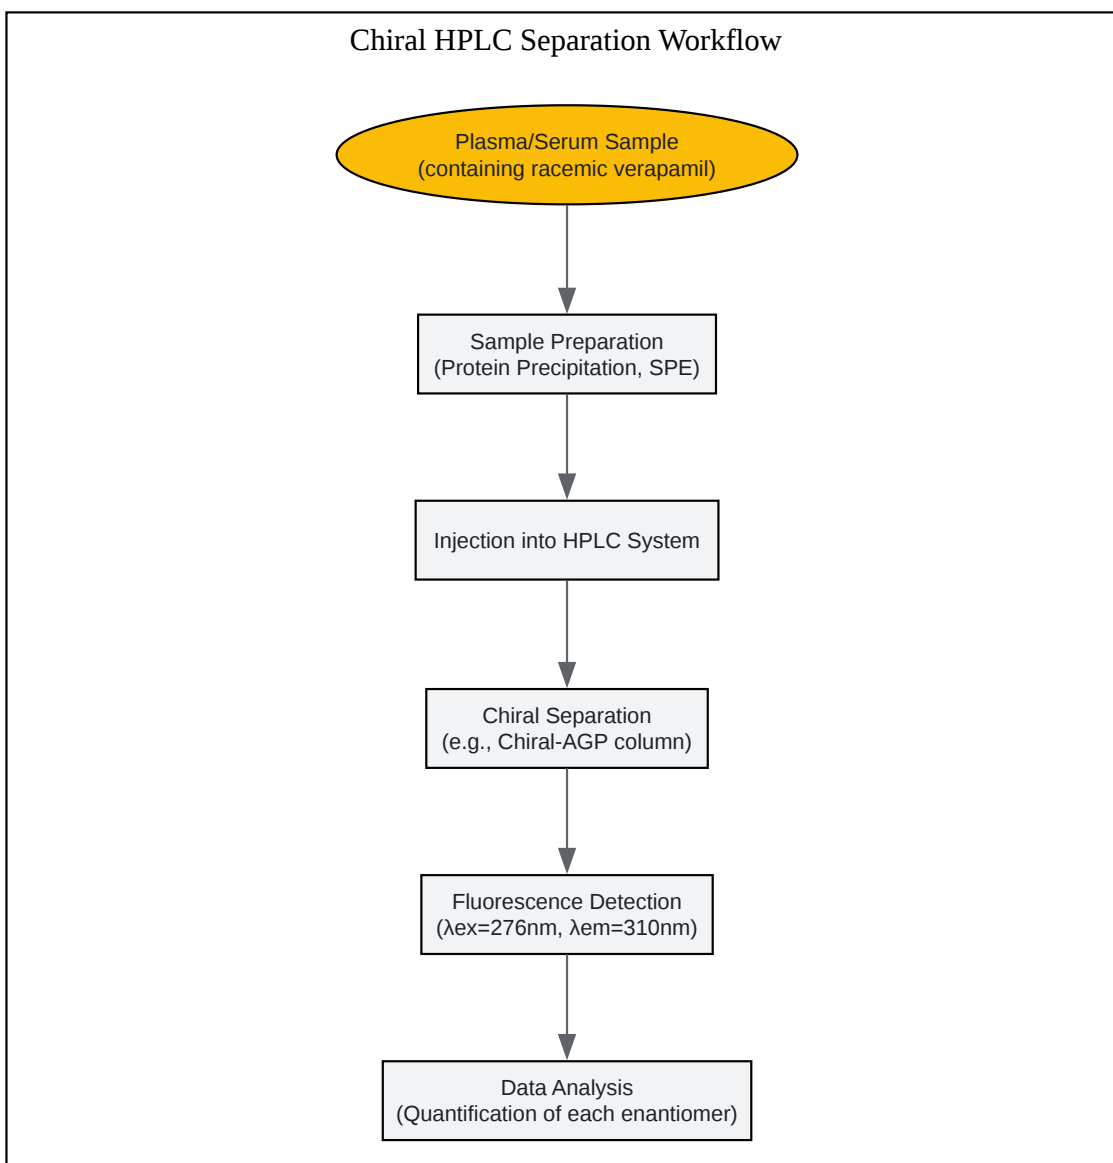 Chiral HPLC Separation Workflow
Plasma/Serum Sample
(containing racemic verapamil)
Sample Preparation
(Protein Precipitation, SPE)
Injection into HPLC System
Chiral Separation
(e.g., Chiral-AGP column)
Fluorescence Detection
(λex=276nm, λem=310nm)
Data Analysis
(Quantification of each enantiomer)